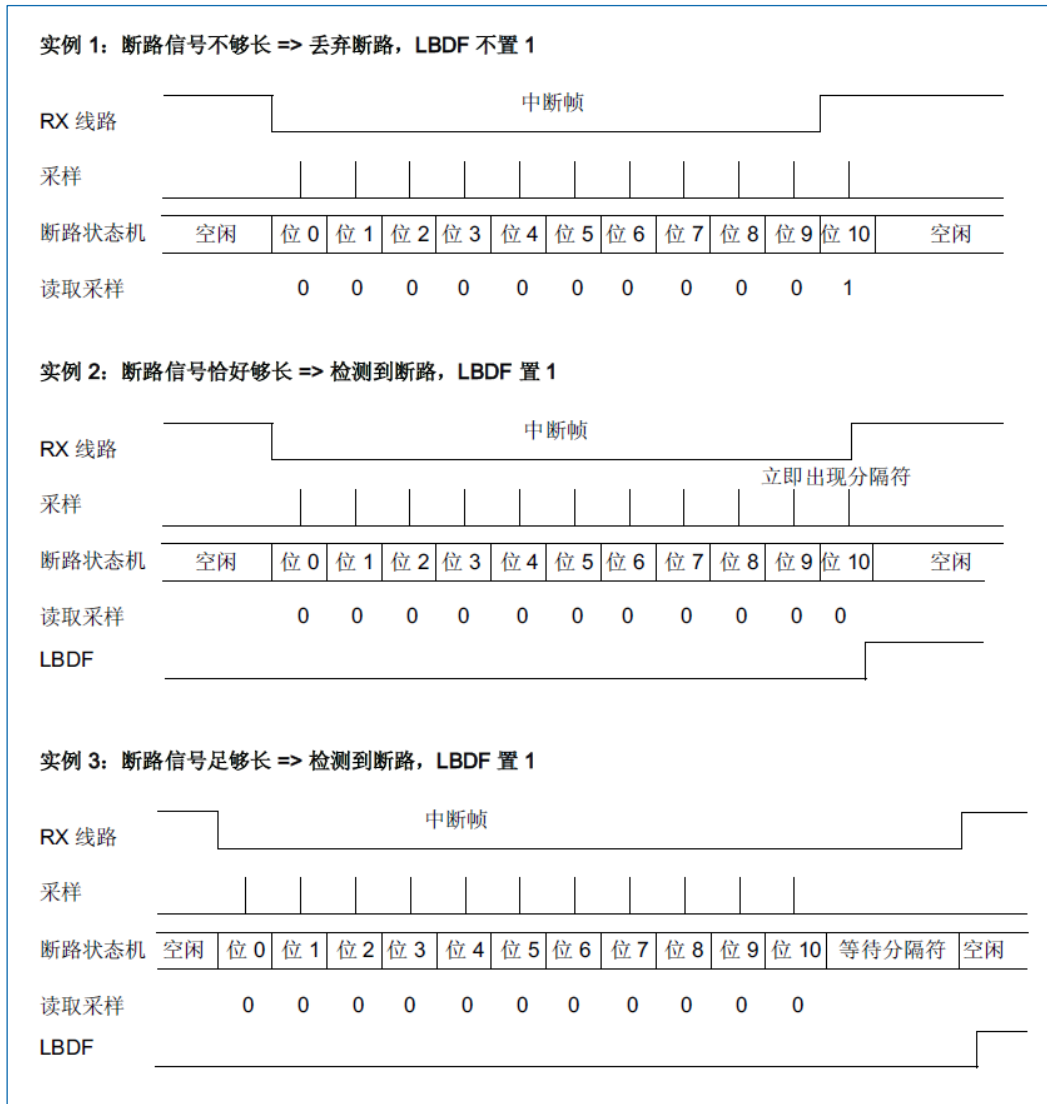 实例 1：断路信号不够长 => 丢弃断路，LBDF 不置 1
中断帧
RX 线路
采样
断路状态机 空闲 位 0 位 1 位 2 位 3 位 4 位 5 位 6 位 7 位 8 位 9 位 10 空闲
读取采样 0 0 0 0 0 0 0 0 0 0 1
实例 2：断路信号恰好够长 => 检测到断路，LBDF 置 1
中断帧
RX 线路
立即出现分隔符
采样
断路状态机 空闲 位 0 位 1 位 2 位 3 位 4 位 5 位 6 位 7 位 8 位 9 位 10 空闲
读取采样 0 0 0 0 0 0 0 0 0 0 0
LBDF
实例 3：断路信号足够长 => 检测到断路，LBDF 置 1
中断帧
RX 线路
采样
断路状态机 空闲 位 0 位 1 位 2 位 3 位 4 位 5 位 6 位 7 位 8 位 9 位 10 等待分隔符 空闲
读取采样 0 0 0 0 0 0 0 0 0 0 0
LBDF